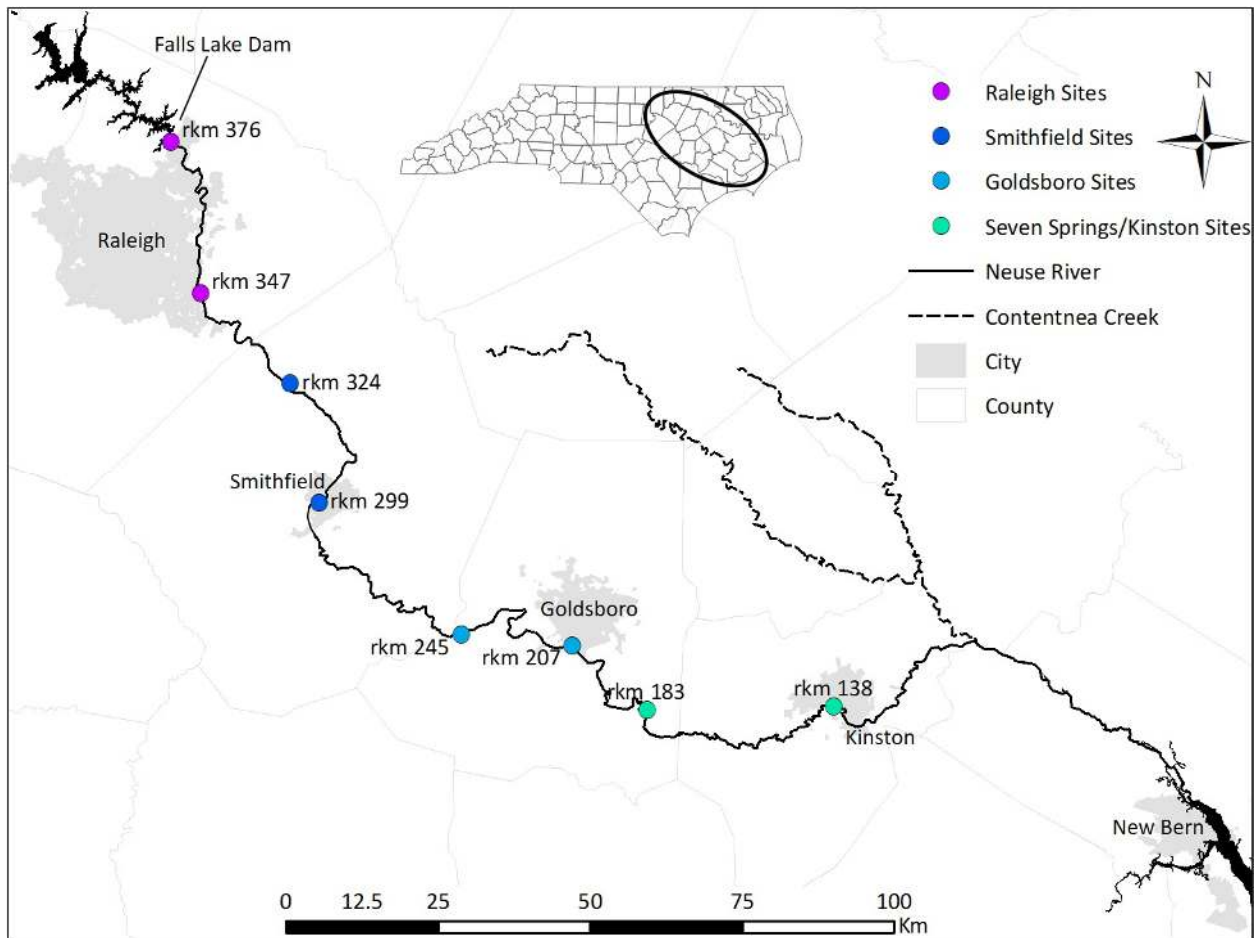 Falls Lake Dam
rkm 376
Raleigh
rkm 347
rkm 324
Smithfield
rkm 299
rkm 245
Goldsboro
rkm 207
rkm 183
rkm 138
Kinston
New Bern
N
Raleigh Sites
Smithfield Sites
Goldsboro Sites
Seven Springs/Kinston Sites
Neuse River
Contentnea Creek
City
County
0 12.5 25 50 75 100
Km